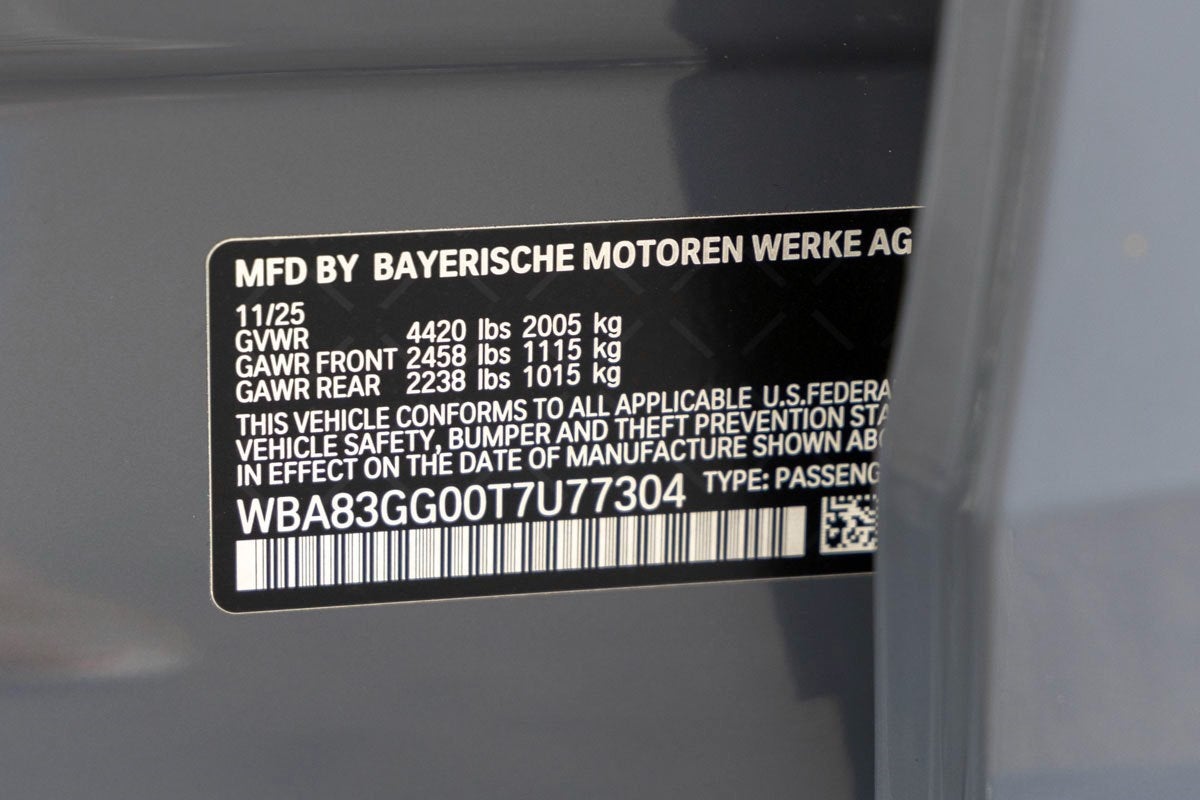 MFD BY BAYERISCHE MOTOREN WERKE AG
11/25
GVWR 4420 lbs 2005 kg
GAWR FRONT 2458 lbs 1115 kg
GAWR REAR 2238 lbs 1015 kg
THIS VEHICLE CONFORMS TO ALL APPLICABLE U.S.FEDERA
VEHICLE SAFETY, BUMPER AND THEFT PREVENTION STA
IN EFFECT ON THE DATE OF MANUFACTURE SHOWN ABO
WBA83GG00T7U77304 TYPE: PASSENG